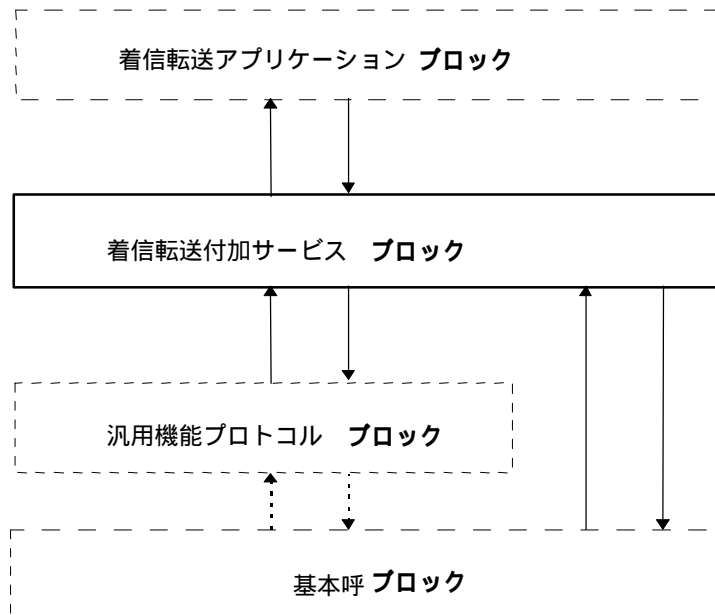 着信転送アプリケーション ブロック
着信転送付加サービス ブロック
汎用機能プロトコル ブロック
基本呼 ブロック